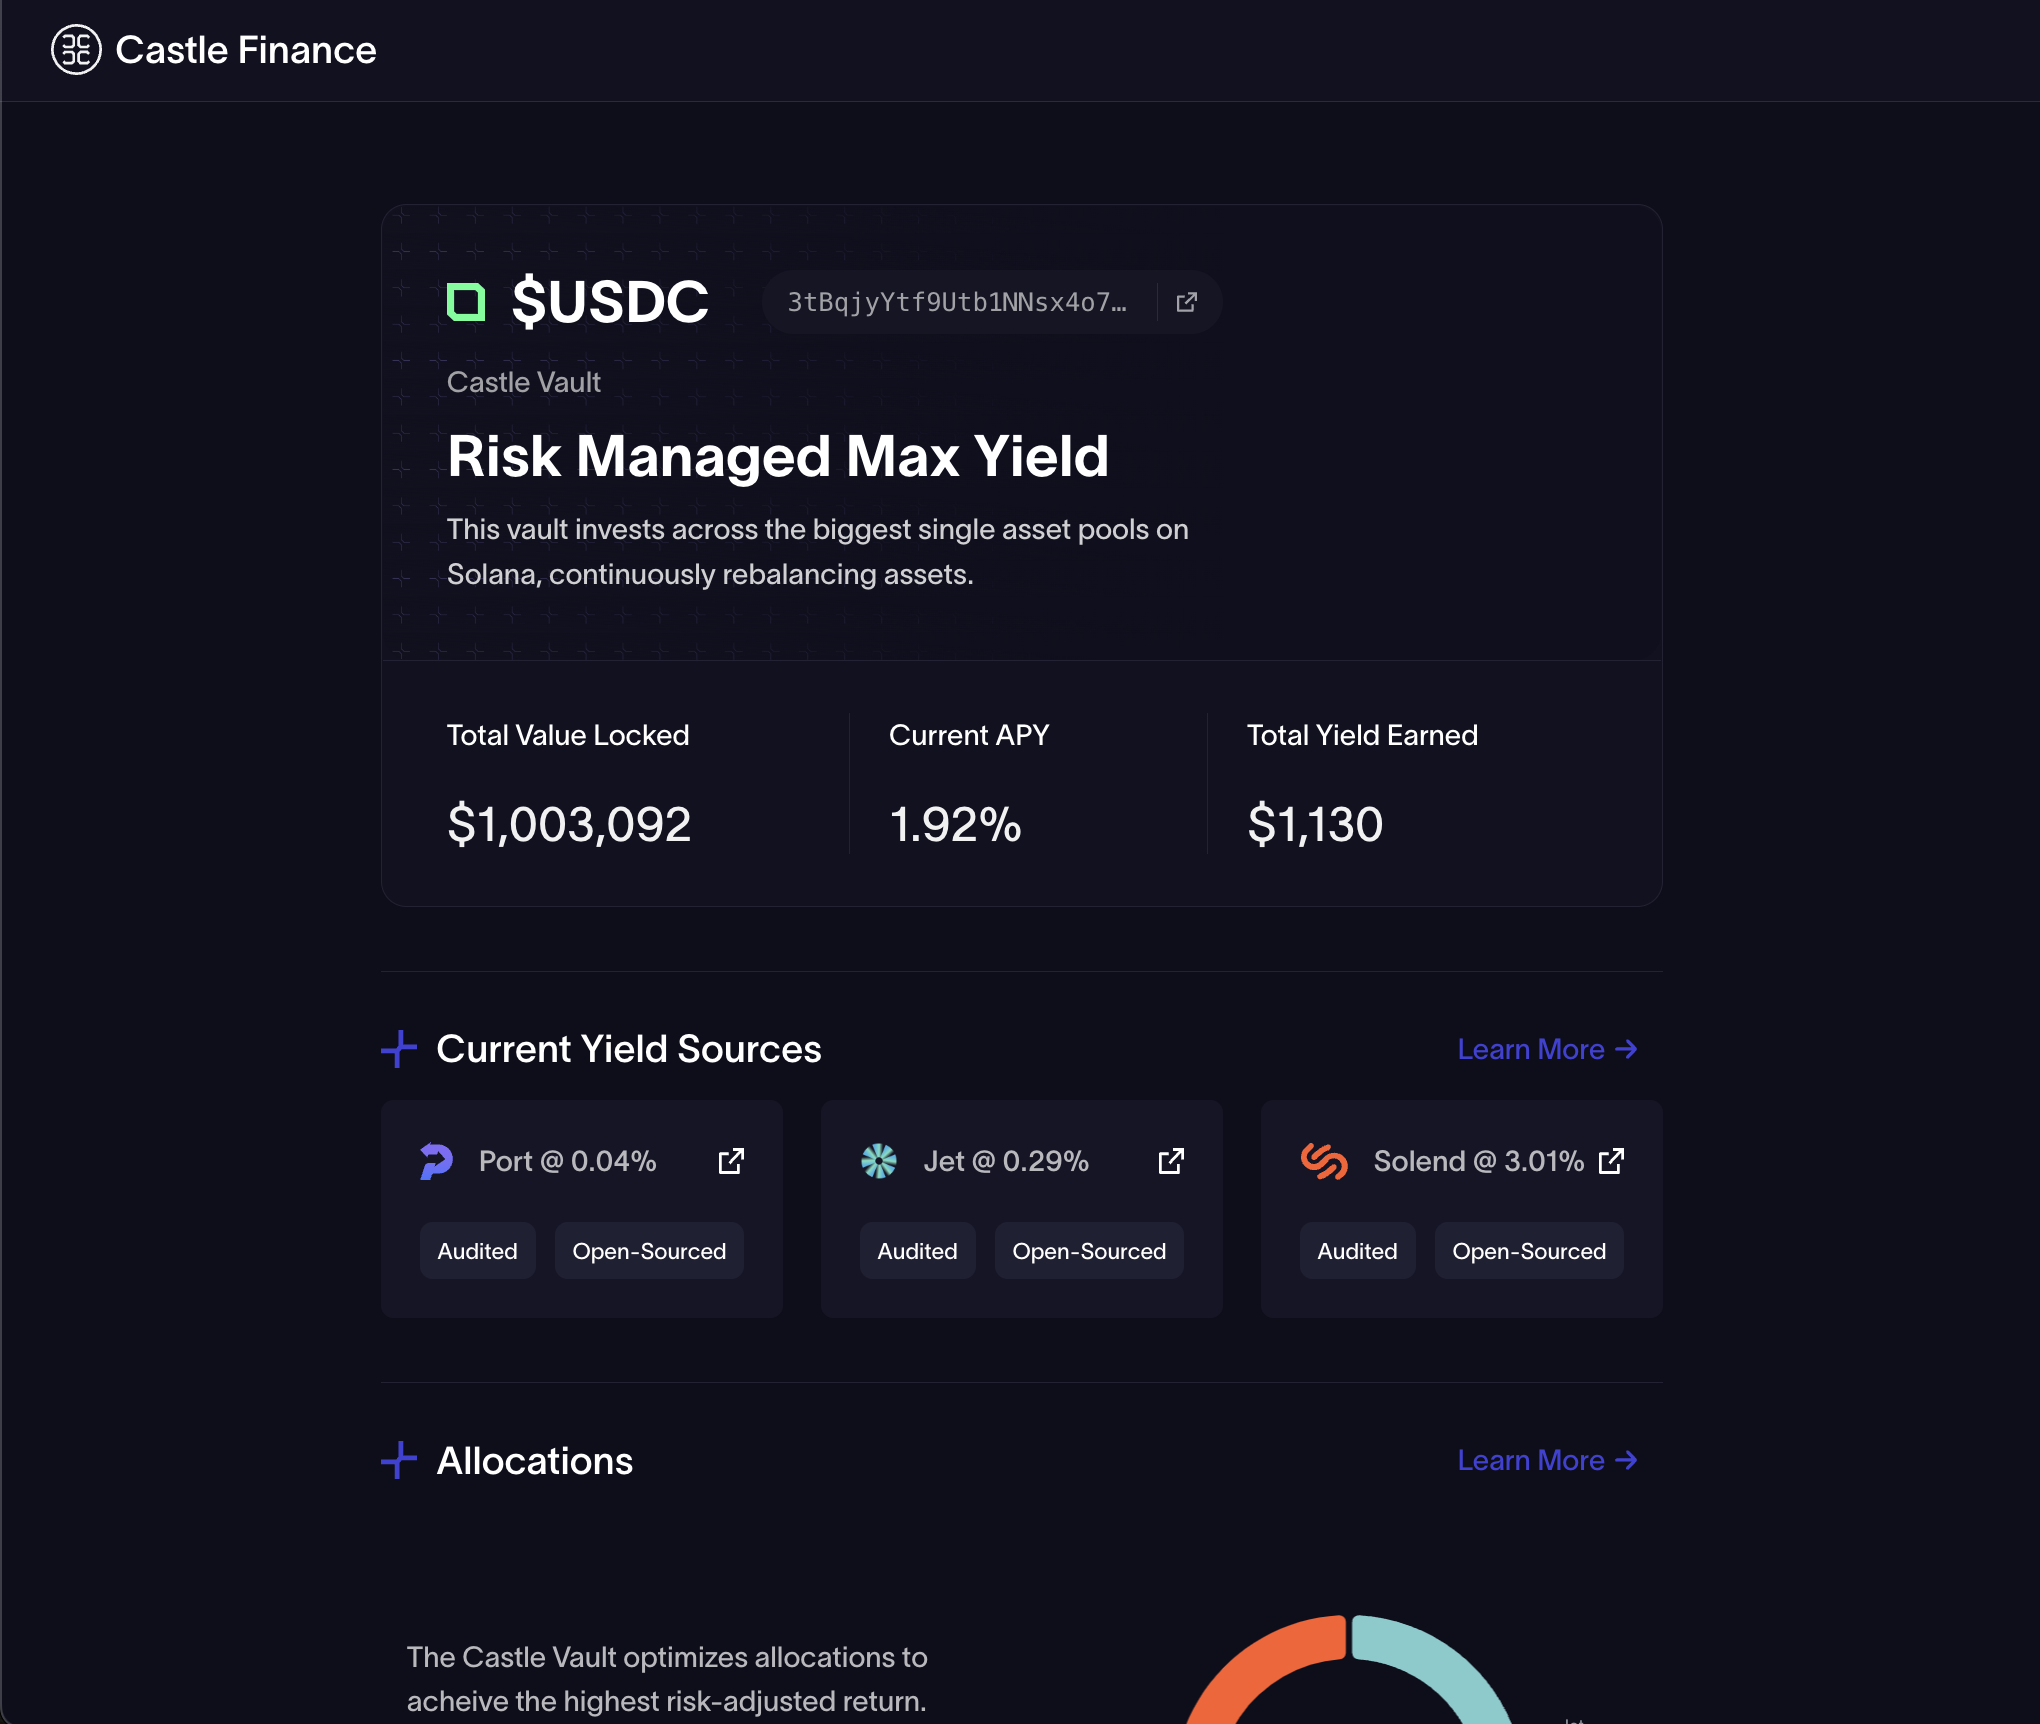 Castle Finance
$USDC
3tBqjyYtf9Utb1NNsx4o7…
Castle Vault
Risk Managed Max Yield
This vault invests across the biggest single asset pools on
Solana, continuously rebalancing assets.
Total Value Locked
Current APY
Total Yield Earned
$1,003,092
1.92%
$1,130
Current Yield Sources
Learn More →
Port @ 0.04%
Jet @ 0.29%
Solend @ 3.01%
Audited
Open-Sourced
Audited
Open-Sourced
Audited
Open-Sourced
Allocations
Learn More →
The Castle Vault optimizes allocations to
acheive the highest risk-adjusted return.